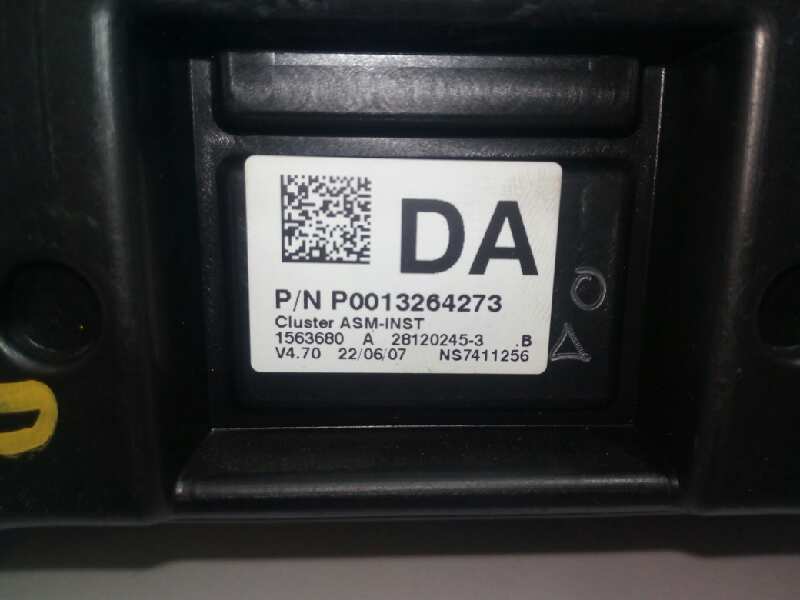 DA
P/N P0013264273
Cluster ASM-INST
1563680 A 28120245-3 .B
V4.70 22/06/07 NS7411256